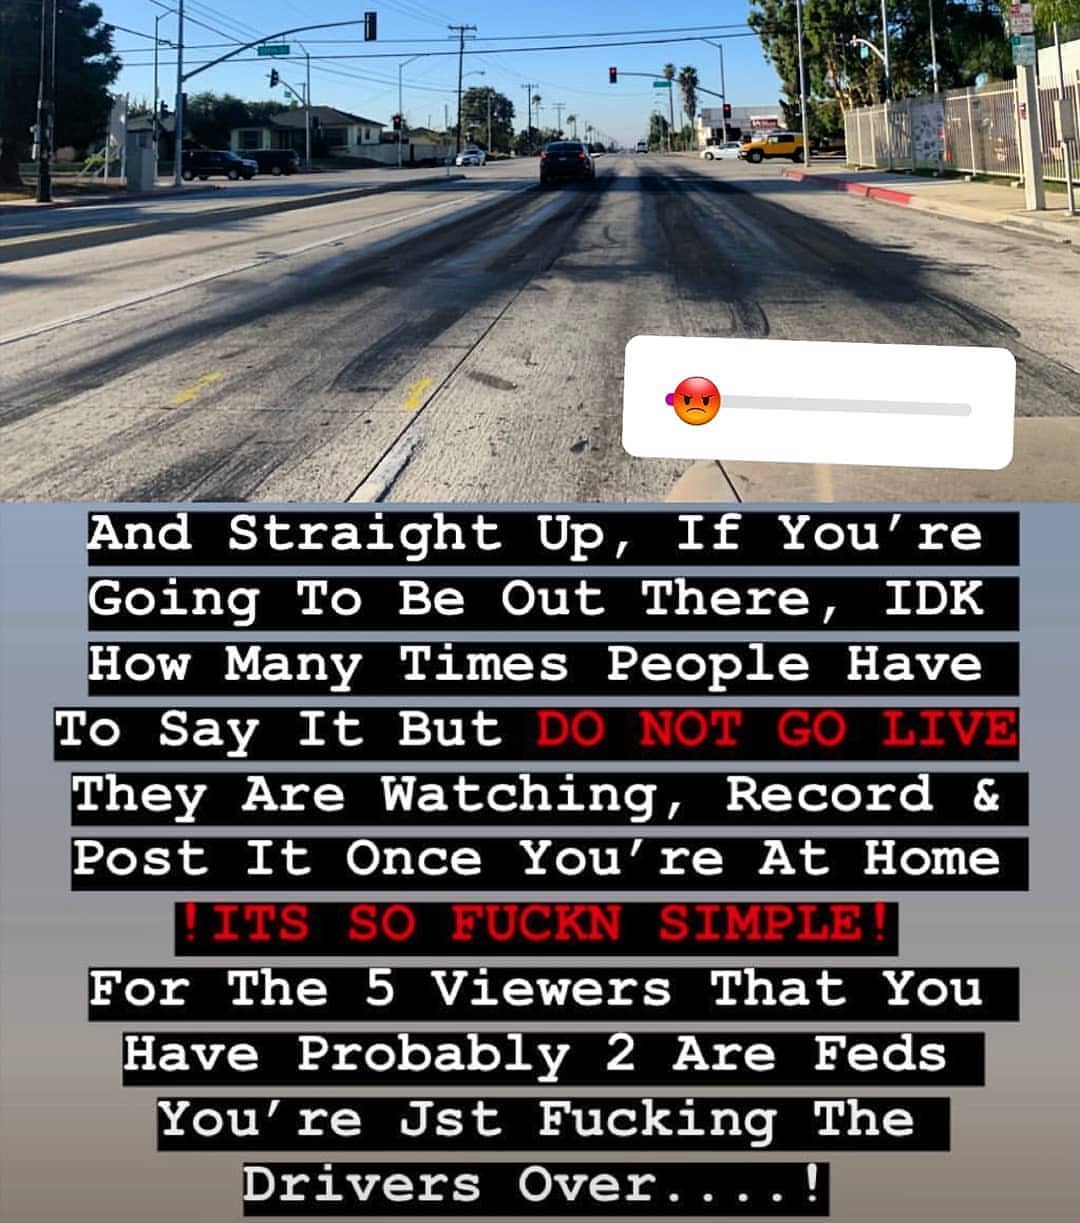 And Straight Up, If You’re
Going To Be Out There, IDK
How Many Times People Have
To Say It But DO NOT GO LIVE
They Are Watching, Record &
Post It Once You’re At Home
!ITS SO FUCKN SIMPLE!
For The 5 Viewers That You
Have Probably 2 Are Feds
You’re Jst Fucking The
Drivers Over....!